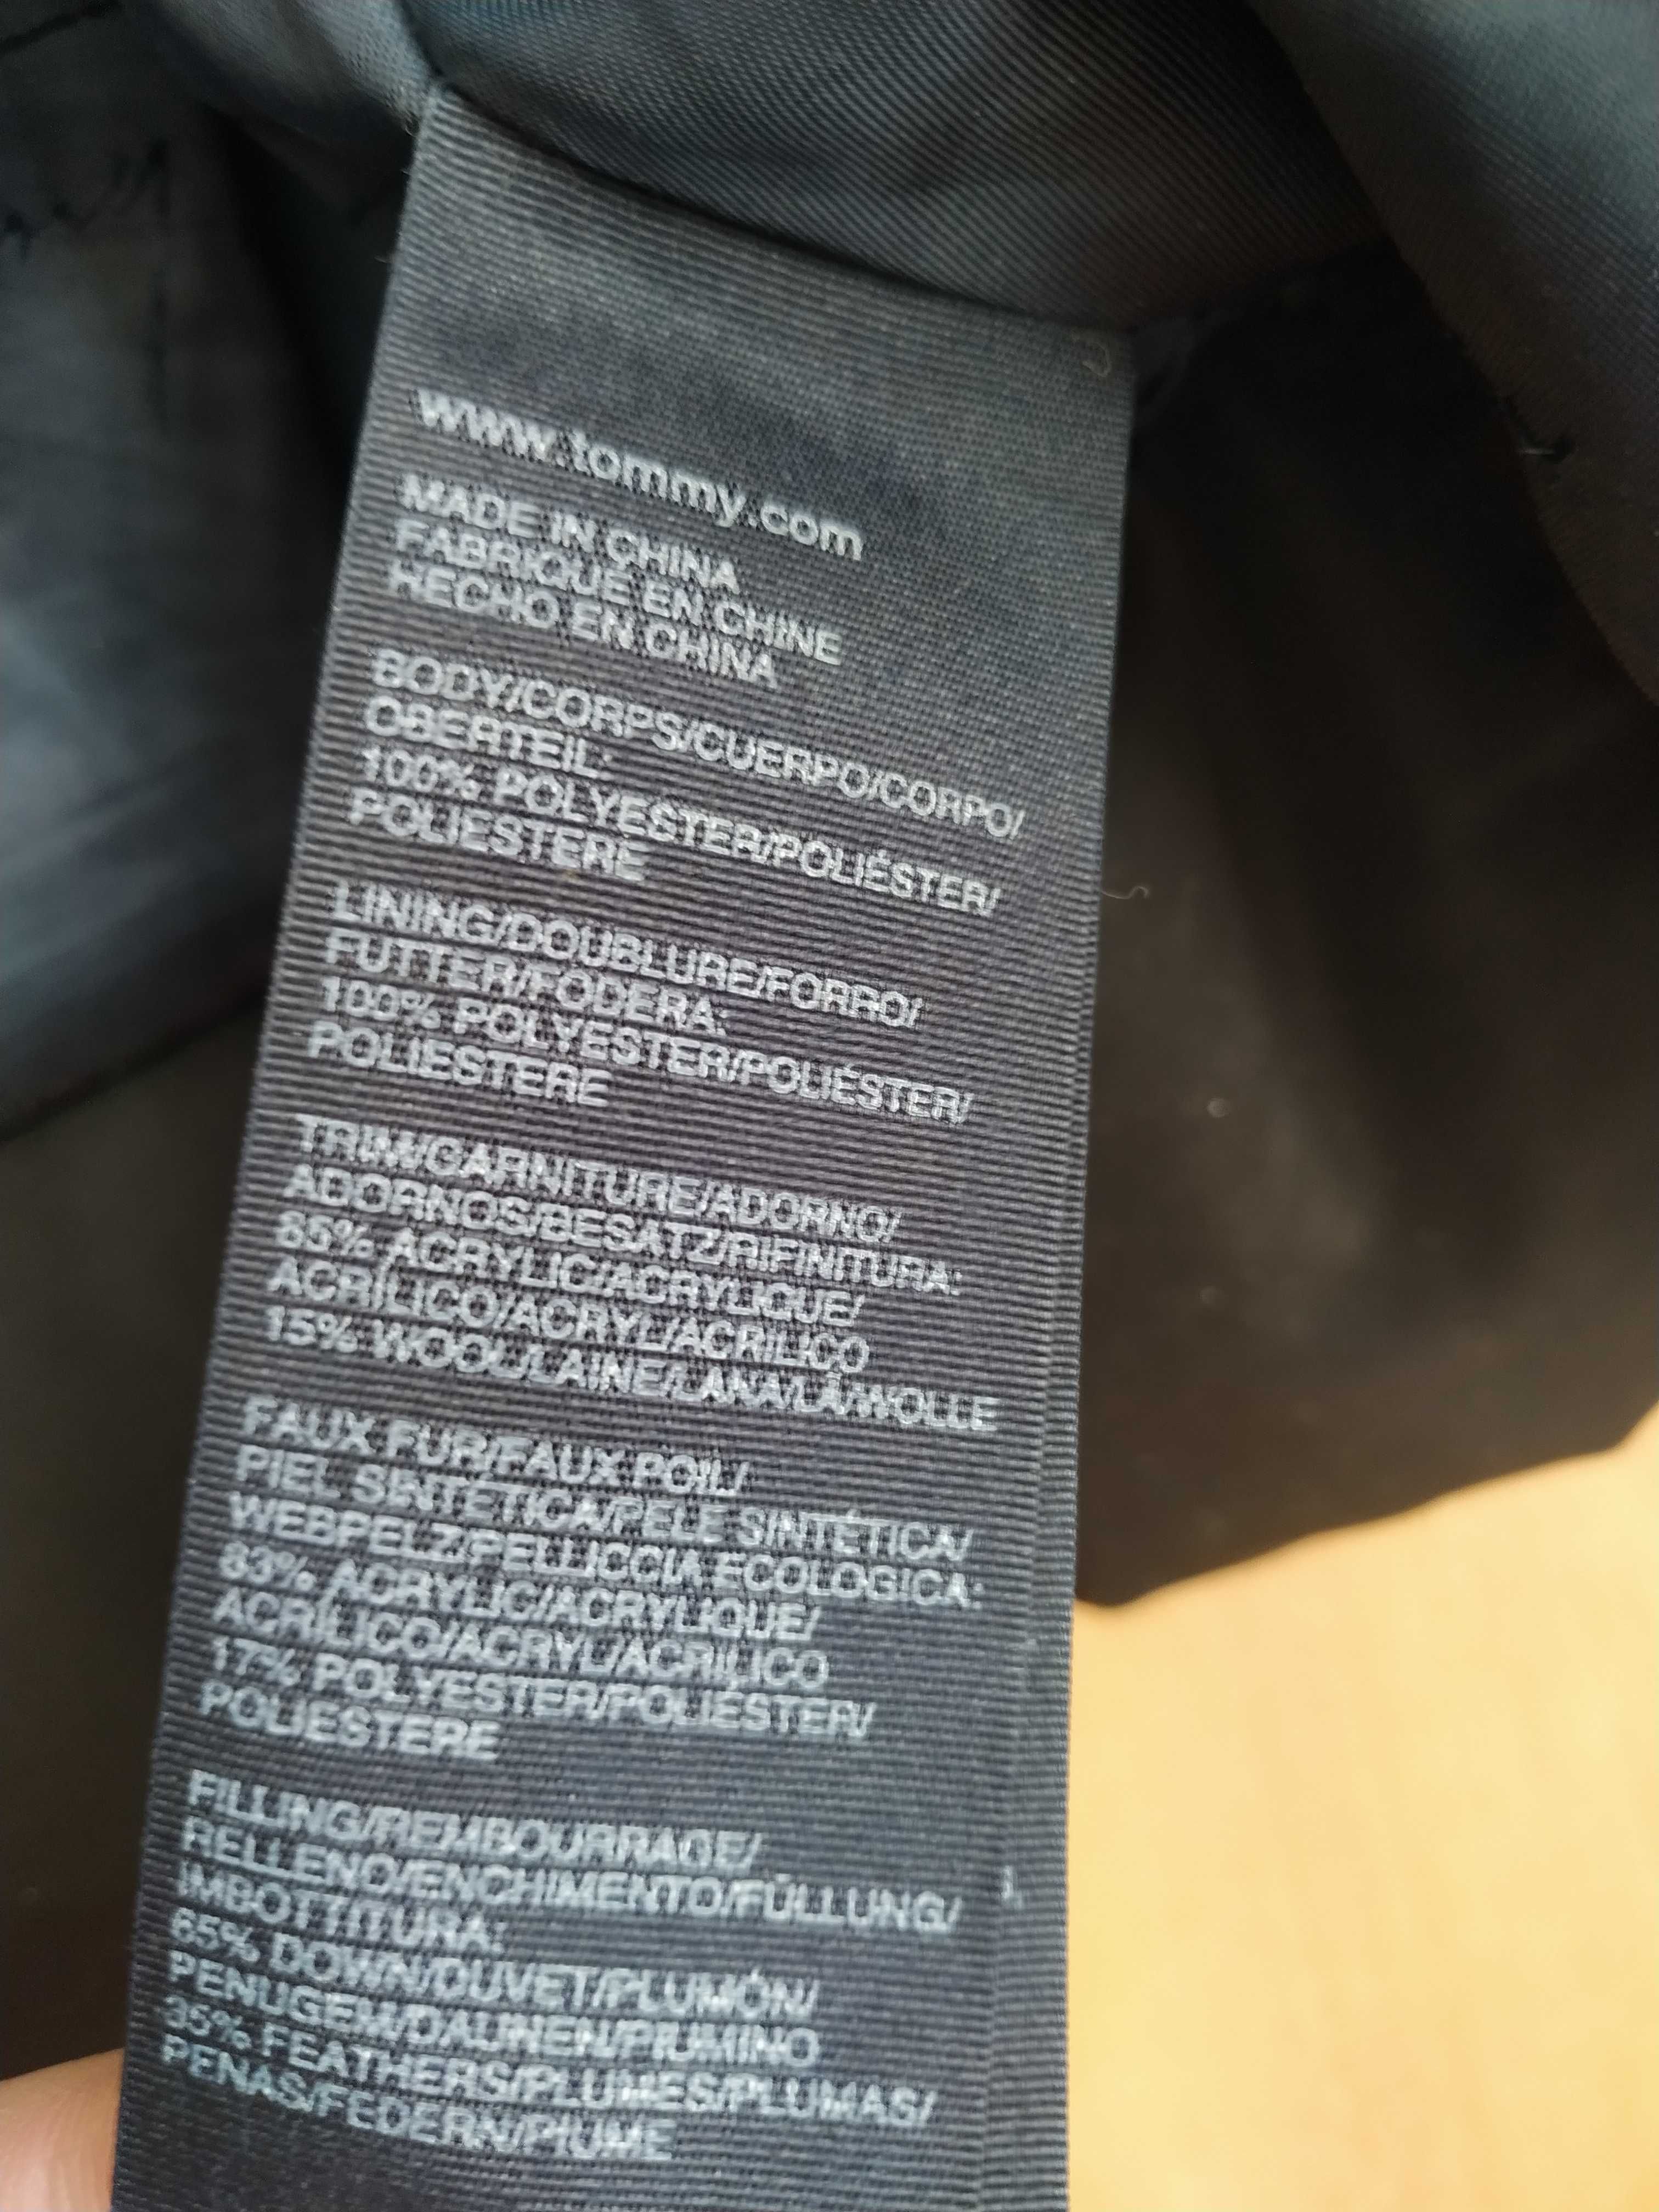 www.tommy.com
MADE IN CHINA
FABRIQUE EN CHINE
HECHO EN CHINA
BODY/CORPS/CUERPO/CORPO/
OBERTEIL:
100% POLYESTER/POLIÉSTER/
POLIESTERE
LINING/DOUBLURE/FORRO/
FUTTER/FODERA:
100% POLYESTER/POLIÉSTER/
POLIESTERE
TRIM/GARNITURE/ADORNO/
ADORNOS/BESATZ/RIFINITURA:
85% ACRYLIC/ACRYLIQUE/
ACRÍLICO/ACRYL/ACRILICO
15% WOOL/LAINE/LANA/LÃ/WOLLE
FAUX FUR/FAUX POIL/
PIEL SINTÉTICA/PELE SINTÉTICA/
WEBPELZ/PELLICCIA ECOLOGICA:
83% ACRYLIC/ACRYLIQUE/
ACRÍLICO/ACRYL/ACRILICO
17% POLYESTER/POLIÉSTER/
POLIESTERE
FILLING/REMBOURRAGE/
RELLENO/ENCHIMENTO/FÜLLUNG/
IMBOTTITURA:
65% DOWN/DUVET/PLUMÓN/
PENUGEM/DAUNEN/PIUMINO
35% FEATHERS/PLUMES/PLUMAS/
PENAS/FEDERN/PIUME